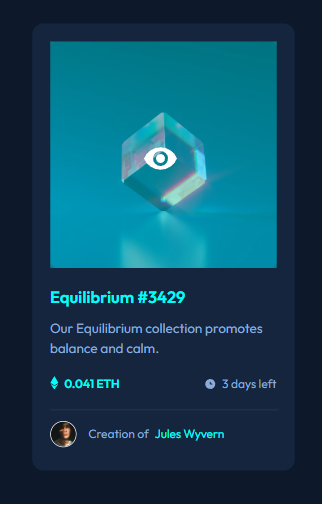 Equilibrium #3429
Our Equilibrium collection promotes
balance and calm.
0.041 ETH
3 days left
Creation of Jules Wyvern